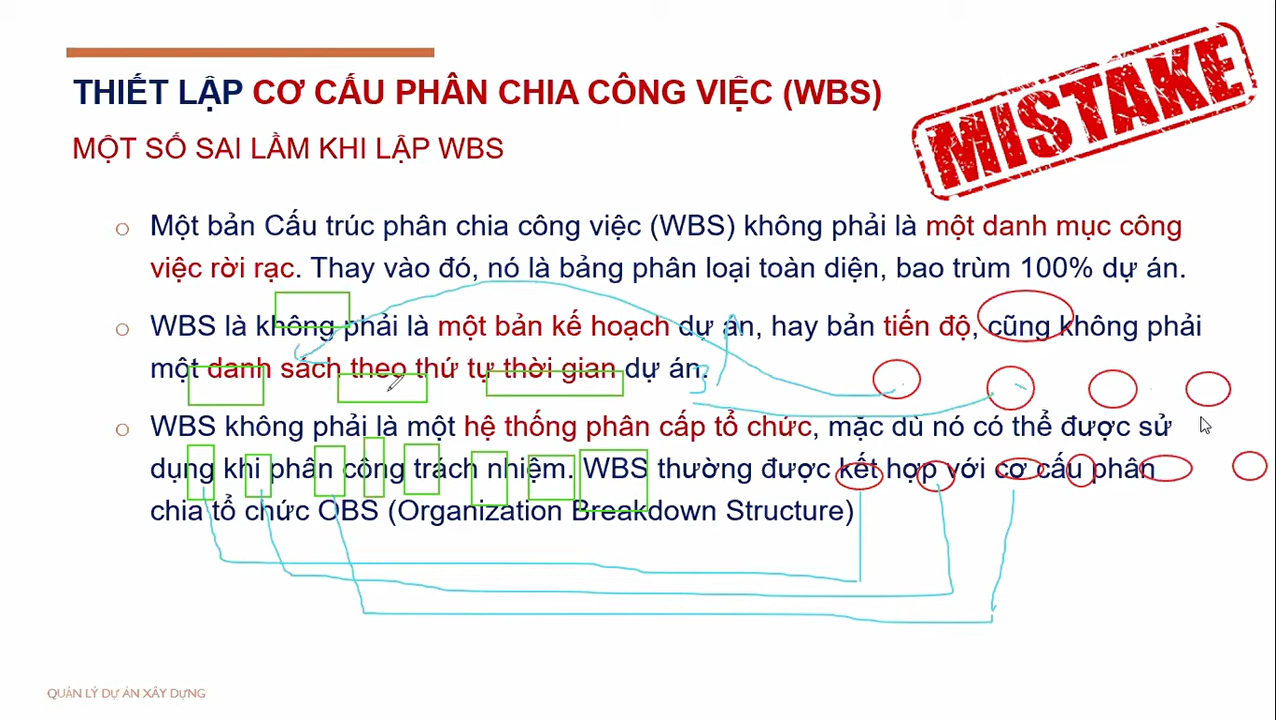 THIẾT LẬP CƠ CẤU PHÂN CHIA CÔNG VIỆC (WBS)
MISTAKE
MỘT SỐ SAI LẦM KHI LẬP WBS
Một bản Cấu trúc phân chia công việc (WBS) không phải là một danh mục công
việc rời rạc. Thay vào đó, nó là bảng phân loại toàn diện, bao trùm 100% dự án.
WBS là không phải là một bản kế hoạch dự án, hay bản tiến độ, cũng không phải
một danh sách theo thứ tự thời gian dự án.
WBS không phải là một hệ thống phân cấp tổ chức, mặc dù nó có thể được sử
dụng khi phân công trách nhiệm. WBS thường được kết hợp với cơ cấu phân
chia tổ chức OBS (Organization Breakdown Structure)
QUẢN LÝ DỰ ÁN XÂY DỰNG